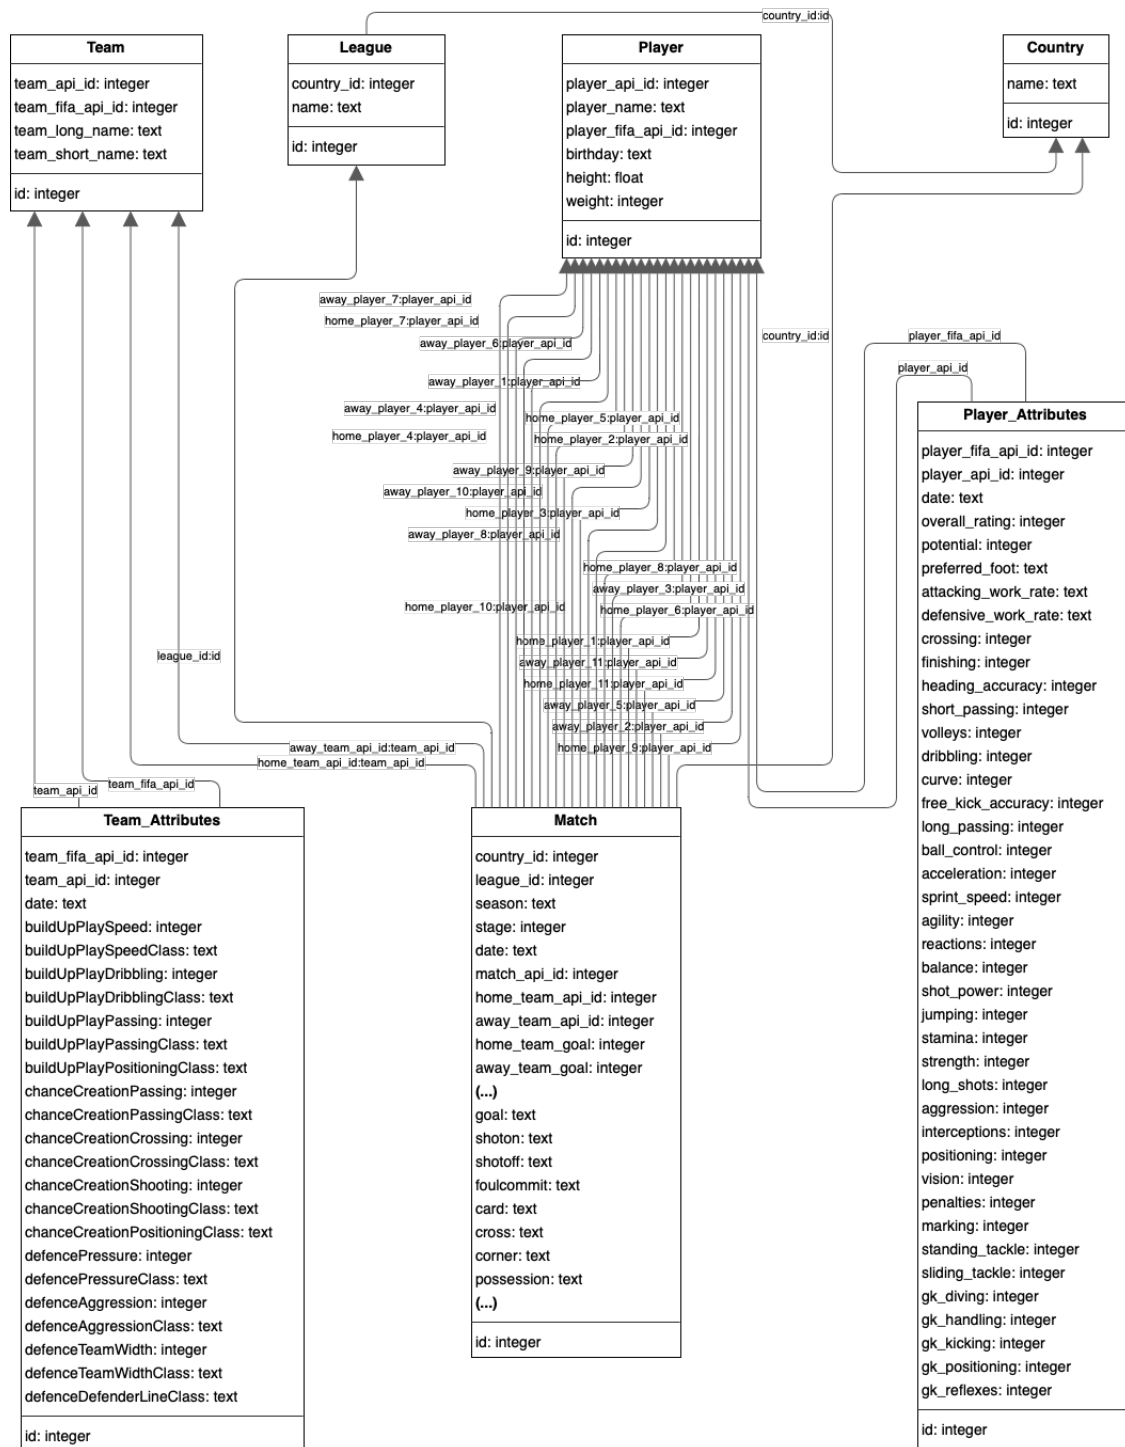 country_id:id
Team
team_api_id: integer
team_fifa_api_id: integer
team_long_name: text
team_short_name: text
id: integer
League
country_id: integer
name: text
id: integer
Player
player_api_id: integer
player_name: text
player_fifa_api_id: integer
birthday: text
height: float
weight: integer
id: integer
Country
name: text
id: integer
away_player_7:player_api_id
home_player_7:player_api_id
away_player_6:player_api_id
away_player_1:player_api_id
away_player_4:player_api_id
home_player_5:player_api_id
home_player_4:player_api_id
home_player_2:player_api_id
away_player_9:player_api_id
away_player_10:player_api_id
home_player_3:player_api_id
away_player_8:player_api_id
home_player_8:player_api_id
away_player_3:player_api_id
home_player_10:player_api_id
home_player_6:player_api_id
home_player_1:player_api_id
away_player_11:player_api_id
home_player_11:player_api_id
away_player_5:player_api_id
away_player_2:player_api_id
home_player_9:player_api_id
country_id:id
player_fifa_api_id
player_api_id
league_id:id
away_team_api_id:team_api_id
home_team_api_id:team_api_id
team_fifa_api_id
team_api_id
Team_Attributes
team_fifa_api_id: integer
team_api_id: integer
date: text
buildUpPlaySpeed: integer
buildUpPlaySpeedClass: text
buildUpPlayDribbling: integer
buildUpPlayDribblingClass: text
buildUpPlayPassing: integer
buildUpPlayPassingClass: text
buildUpPlayPositioningClass: text
chanceCreationPassing: integer
chanceCreationPassingClass: text
chanceCreationCrossing: integer
chanceCreationCrossingClass: text
chanceCreationShooting: integer
chanceCreationShootingClass: text
chanceCreationPositioningClass: text
defencePressure: integer
defencePressureClass: text
defenceAggression: integer
defenceAggressionClass: text
defenceTeamWidth: integer
defenceTeamWidthClass: text
defenceDefenderLineClass: text
id: integer
Match
country_id: integer
league_id: integer
season: text
stage: integer
date: text
match_api_id: integer
home_team_api_id: integer
away_team_api_id: integer
home_team_goal: integer
away_team_goal: integer
(...)
goal: text
shoton: text
shotoff: text
foulcommit: text
card: text
cross: text
corner: text
possession: text
(...)
id: integer
Player_Attributes
player_fifa_api_id: integer
player_api_id: integer
date: text
overall_rating: integer
potential: integer
preferred_foot: text
attacking_work_rate: text
defensive_work_rate: text
crossing: integer
finishing: integer
heading_accuracy: integer
short_passing: integer
volleys: integer
dribbling: integer
curve: integer
free_kick_accuracy: integer
long_passing: integer
ball_control: integer
acceleration: integer
sprint_speed: integer
agility: integer
reactions: integer
balance: integer
shot_power: integer
jumping: integer
stamina: integer
strength: integer
long_shots: integer
aggression: integer
interceptions: integer
positioning: integer
vision: integer
penalties: integer
marking: integer
standing_tackle: integer
sliding_tackle: integer
gk_diving: integer
gk_handling: integer
gk_kicking: integer
gk_positioning: integer
gk_reflexes: integer
id: integer